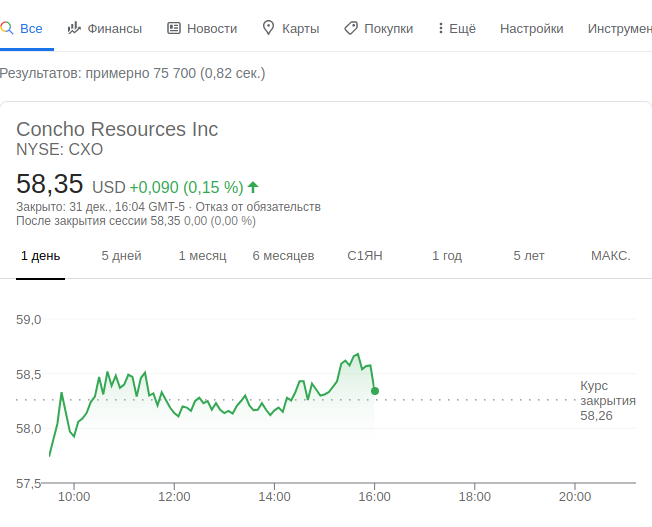 Все Финансы Новости Карты Покупки Ещё Настройки Инструмен
Результатов: примерно 75 700 (0,82 сек.)
Concho Resources Inc
NYSE: CXO
58,35 USD +0,090 (0,15 %)
Закрыто: 31 дек., 16:04 GMT-5 · Отказ от обязательств
После закрытия сессии 58,35 0,00 (0,00 %)
1 день 5 дней 1 месяц 6 месяцев С1ЯН 1 год 5 лет МАКС.
59,0
58,5
Курс
закрытия
58,26
58,0
57,5
10:00 12:00 14:00 16:00 18:00 20:00